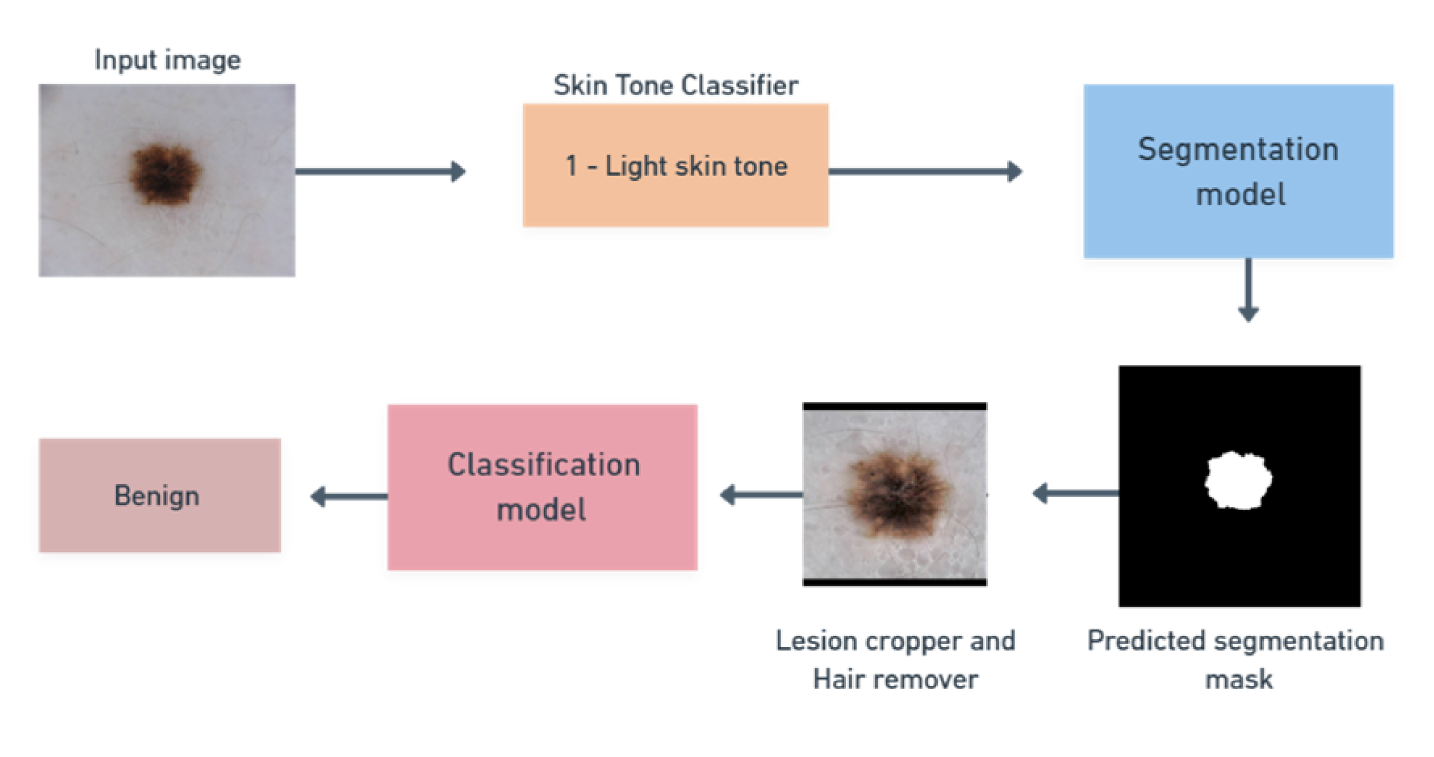 Input image
Skin Tone Classifier
1 - Light skin tone
Segmentation
model
Predicted segmentation
mask
Lesion cropper and
Hair remover
Classification
model
Benign